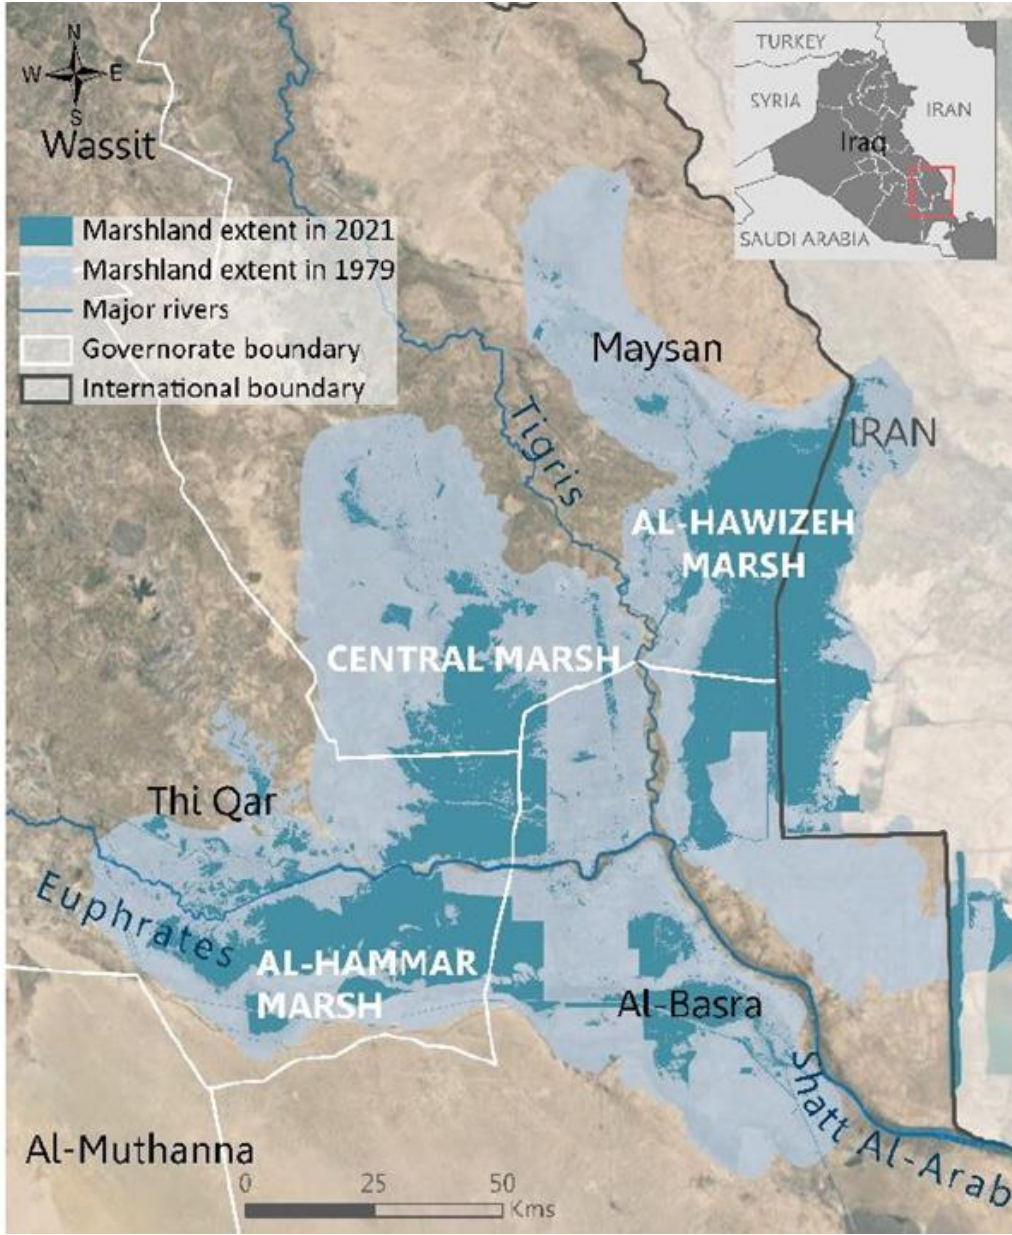 N
W E
S
Wassit
TURKEY
SYRIA
IRAN
Iraq
SAUDI ARABIA
Marshland extent in 2021
Marshland extent in 1979
Major rivers
Governorate boundary
International boundary
Maysan
Tigris
IRAN
AL-HAWIZEH
MARSH
CENTRAL MARSH
Thi Qar
Euphrates
AL-HAMMAR
MARSH
Al-Basra
Shatt Al-Arab
Al-Muthanna
0 25 50
Kms